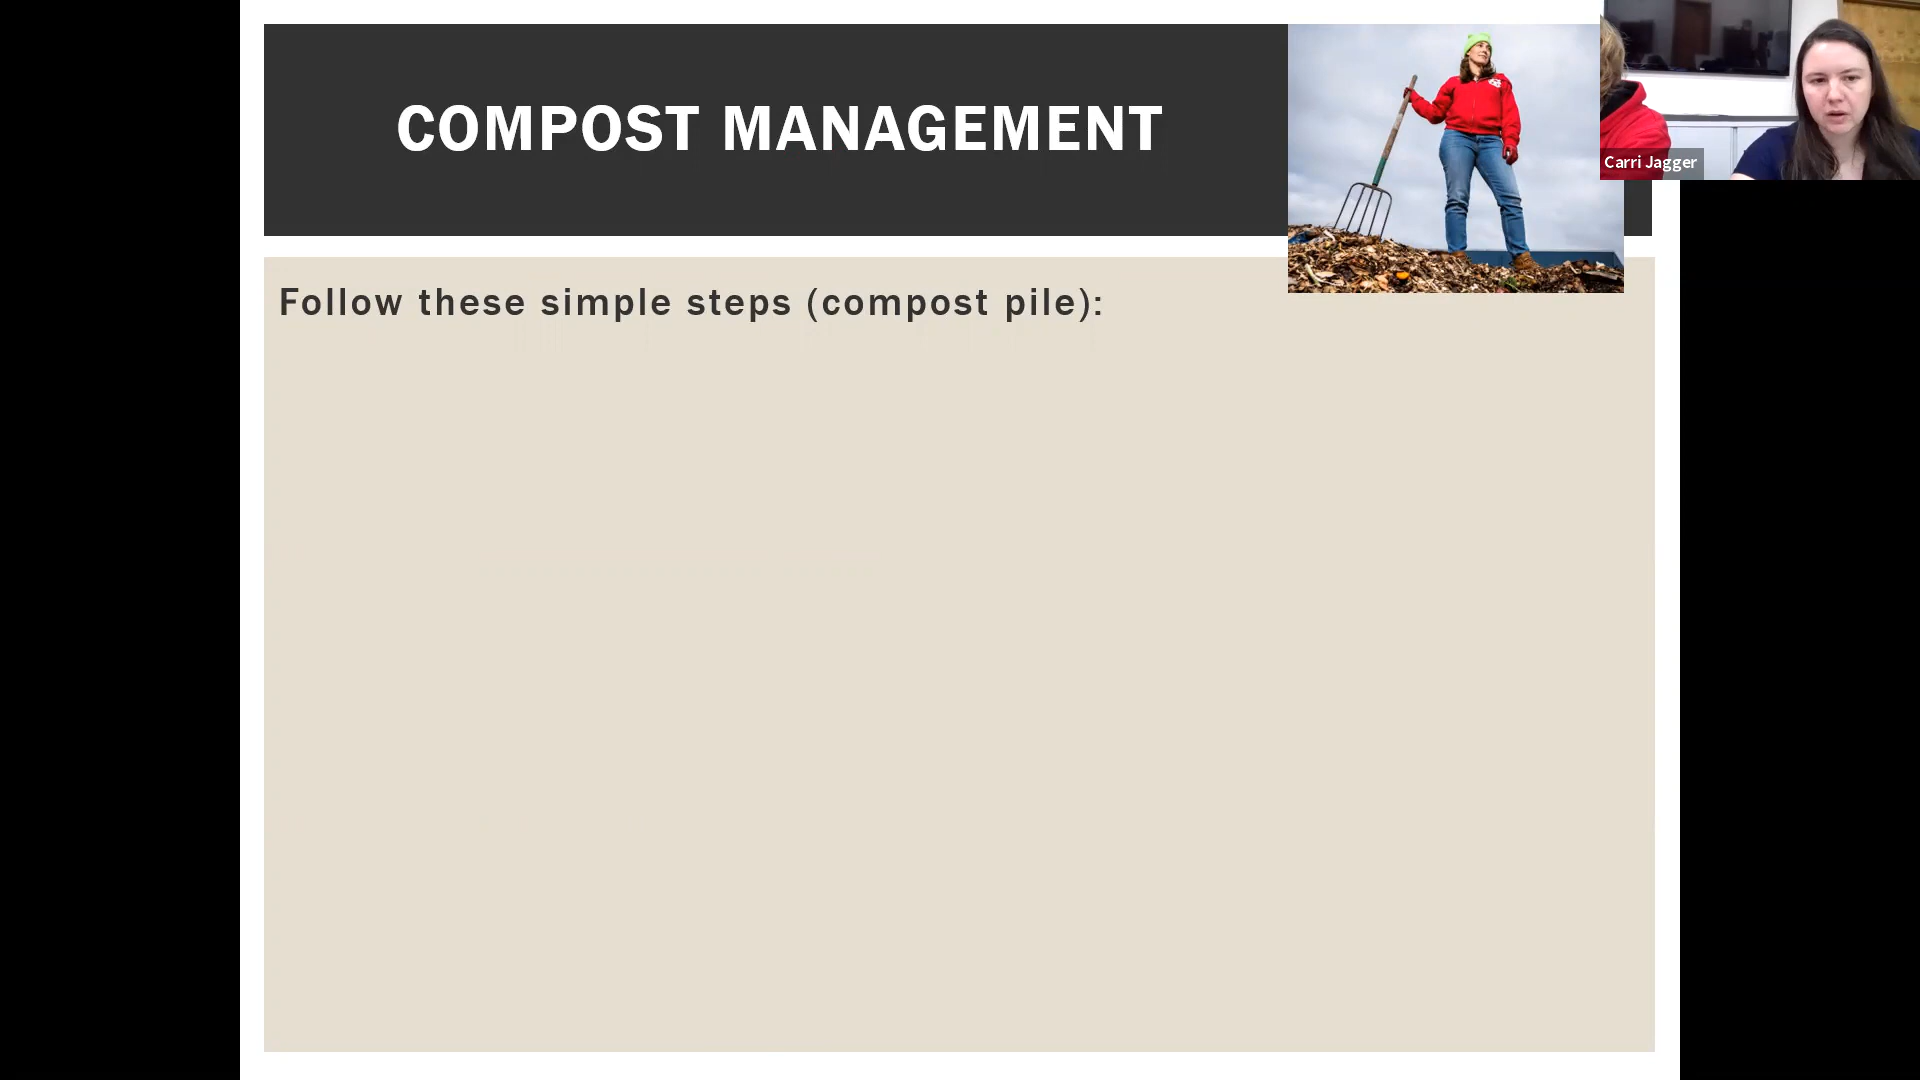 COMPOST MANAGEMENT
Carri Jagger
Follow these simple steps (compost pile):